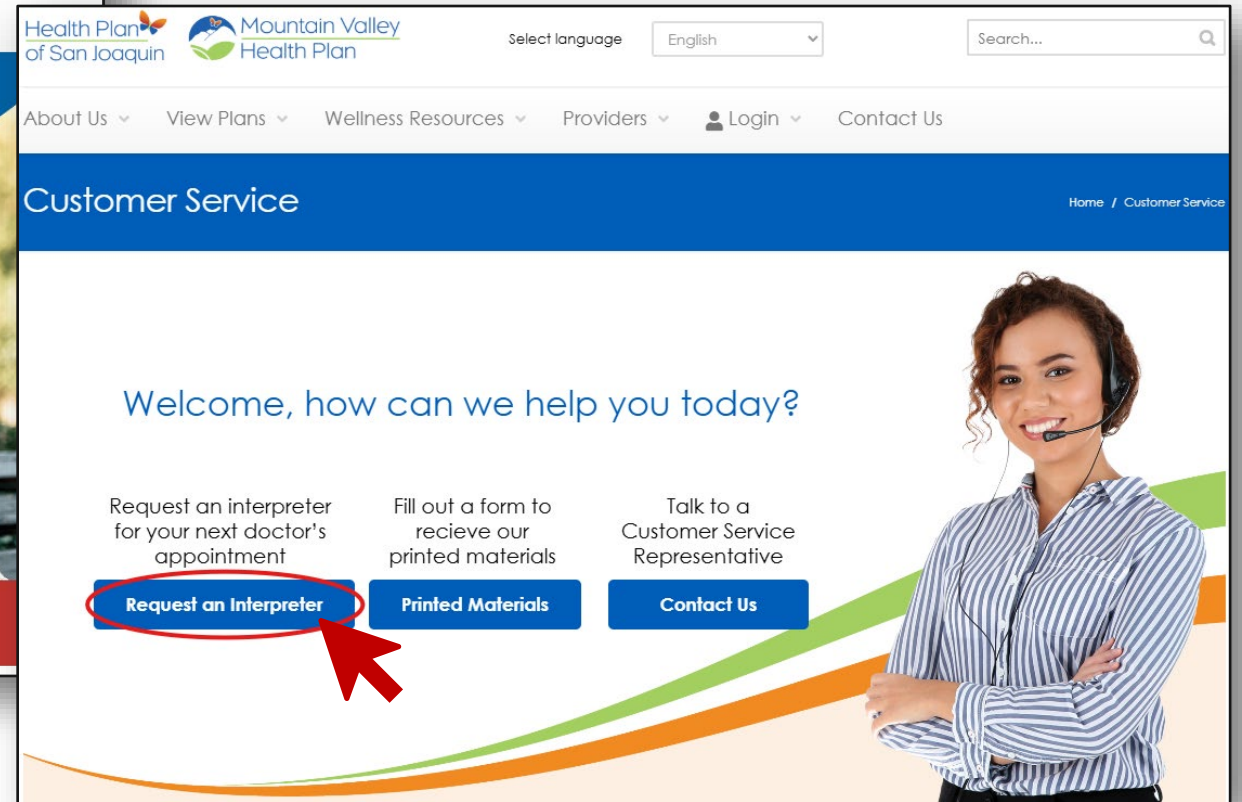 Health Plan
of San Joaquin
Mountain Valley
Health Plan
Select language
English
Search...
About Us
View Plans
Wellness Resources
Providers
Login
Contact Us
Customer Service
Home / Customer Service
Welcome, how can we help you today?
Request an interpreter
for your next doctor's
appointment
Request an Interpreter
Fill out a form to
recieve our
printed materials
Printed Materials
Talk to a
Customer Service
Representative
Contact Us